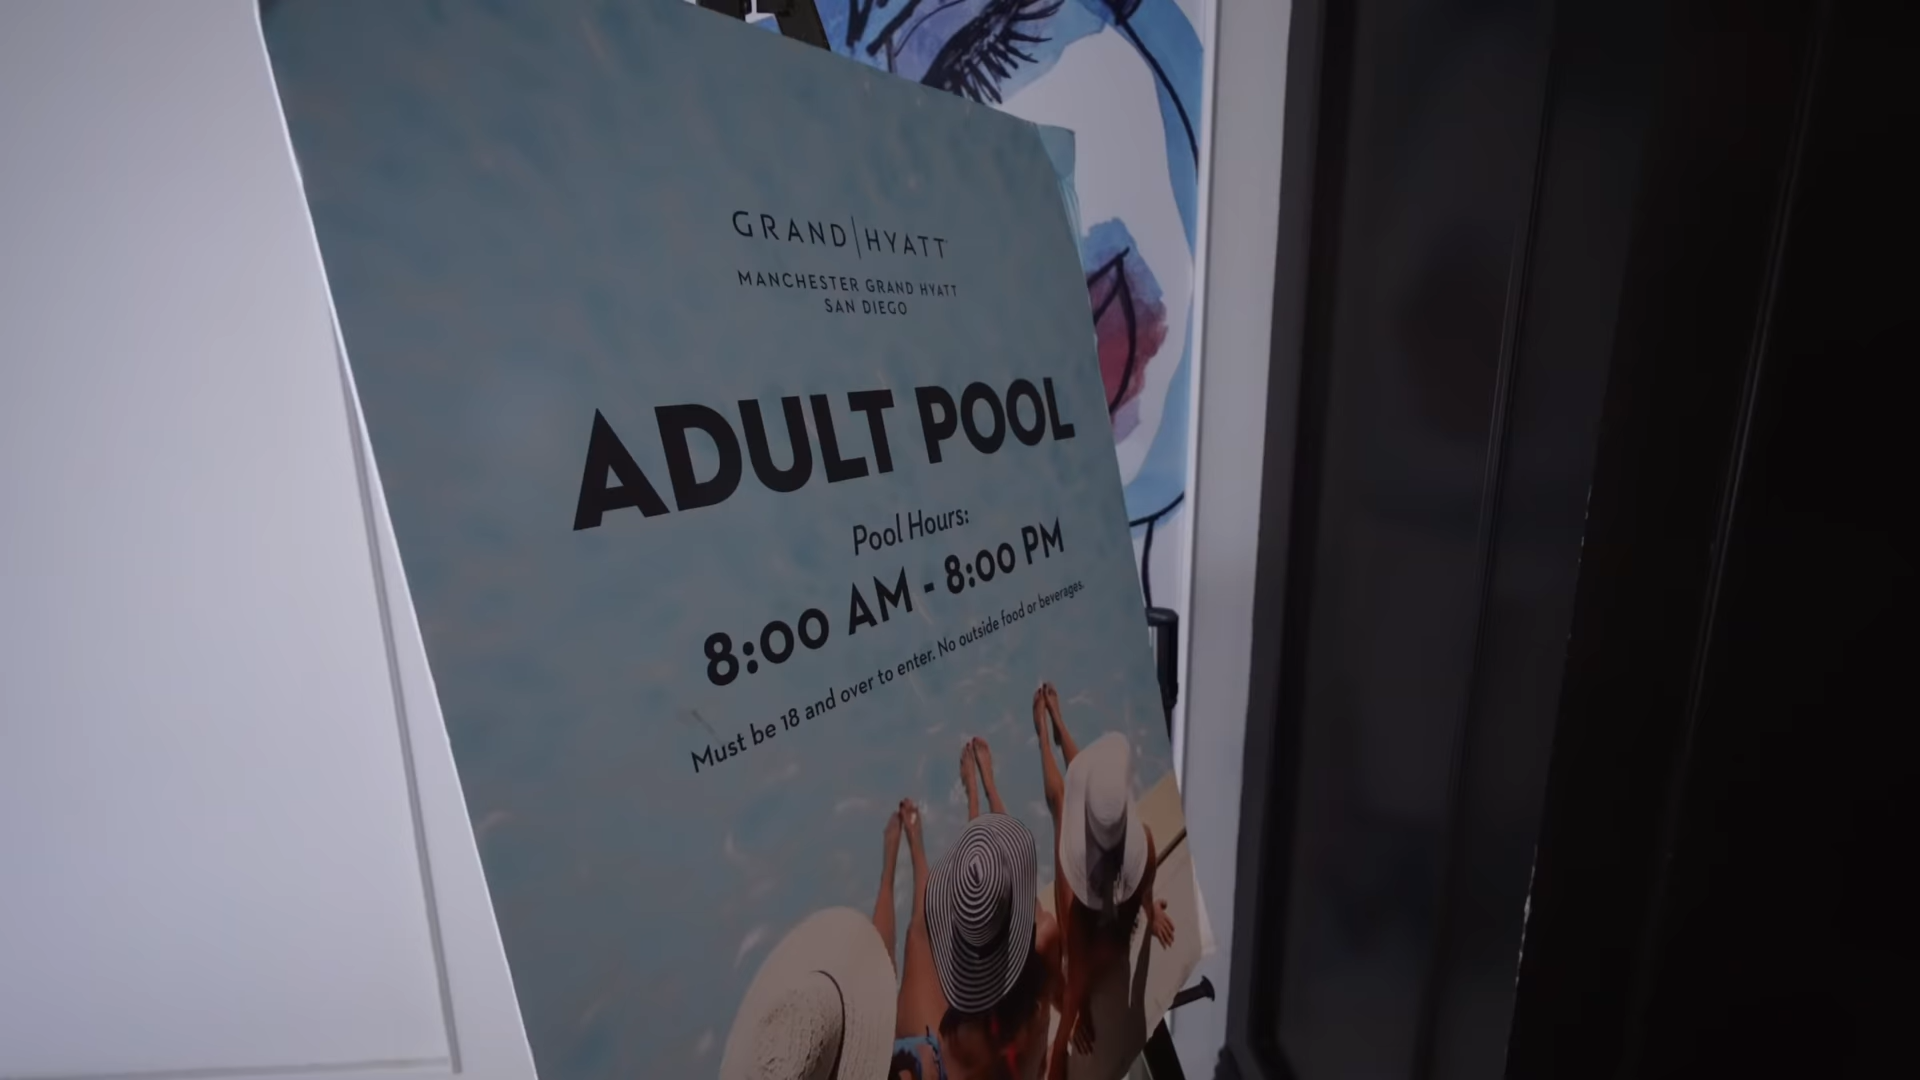 GRAND|HYATT
MANCHESTER GRAND HYATT
SAN DIEGO
ADULT POOL
Pool Hours:
8:00 AM - 8:00 PM
Must be 18 and over to enter. No outside food or beverages.